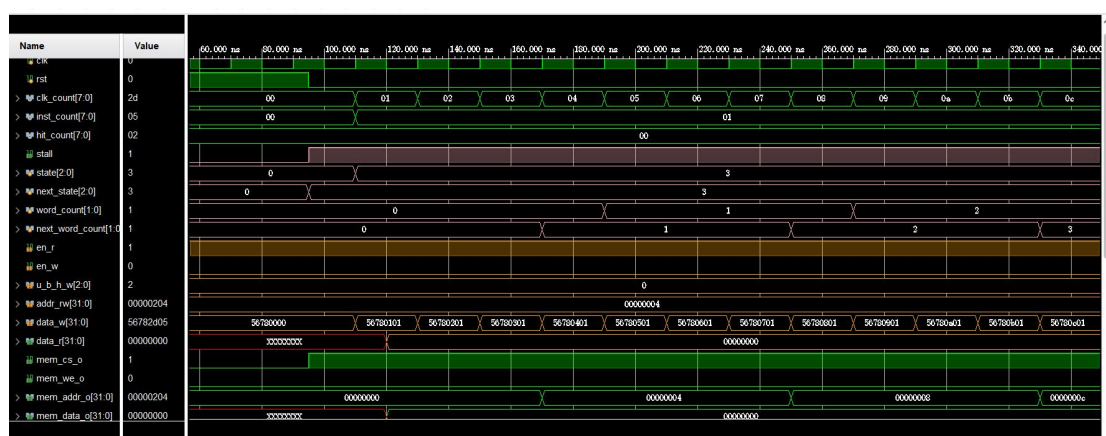 Name Value 60.000 ns 80.000 ns 100.000 ns 120.000 ns 140.000 ns 160.000 ns 180.000 ns 200.000 ns 220.000 ns 240.000 ns 260.000 ns 280.000 ns 300.000 ns 320.000 ns 340.00
clk 0
rst 0
clk_count[7:0] 2d 00 01 02 03 04 05 06 07 08 09 0a 0b 0c
inst_count[7:0] 05 00 01
hit_count[7:0] 02 00
stall 1
state[2:0] 3 0 3
next_state[2:0] 3 0 3
word_count[1:0] 1 0 1 2
next_word_count[1:0 1 0 1 2 3
en_r 1
en_w 0
u_b_h_w[2:0] 2 0
addr_rw[31:0] 00000204 00000004
data_w[31:0] 56782d05 56780000 56780101 56780201 56780301 56780401 56780501 56780601 56780701 56780801 56780901 56780a01 56780b01 56780c01
data_r[31:0] 00000000 XXXXXXXX 00000000
mem_cs_o 1
mem_we_o 0
mem_addr_o[31:0] 00000204 00000000 00000004 00000008 0000000c
mem_data_o[31:0] 00000000 XXXXXXXX 00000000